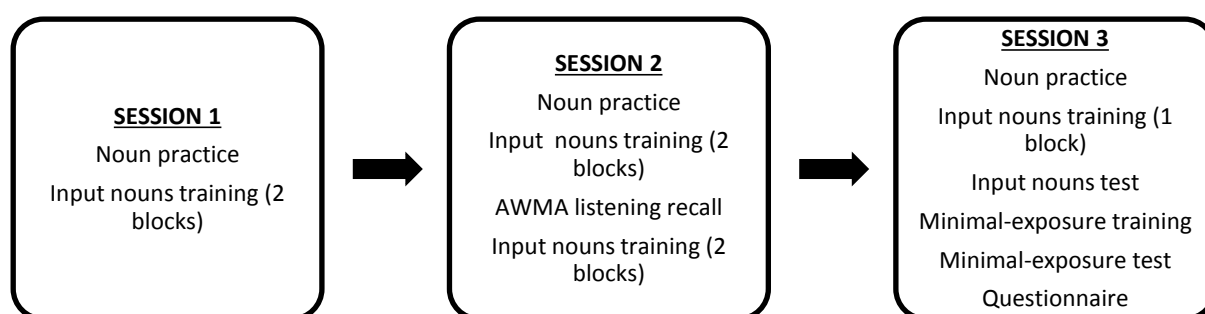 SESSION 1
Noun practice
Input nouns training (2
blocks)
SESSION 2
Noun practice
Input nouns training (2
blocks)
AWMA listening recall
Input nouns training (2
blocks)
SESSION 3
Noun practice
Input nouns training (1
block)
Input nouns test
Minimal-exposure training
Minimal-exposure test
Questionnaire